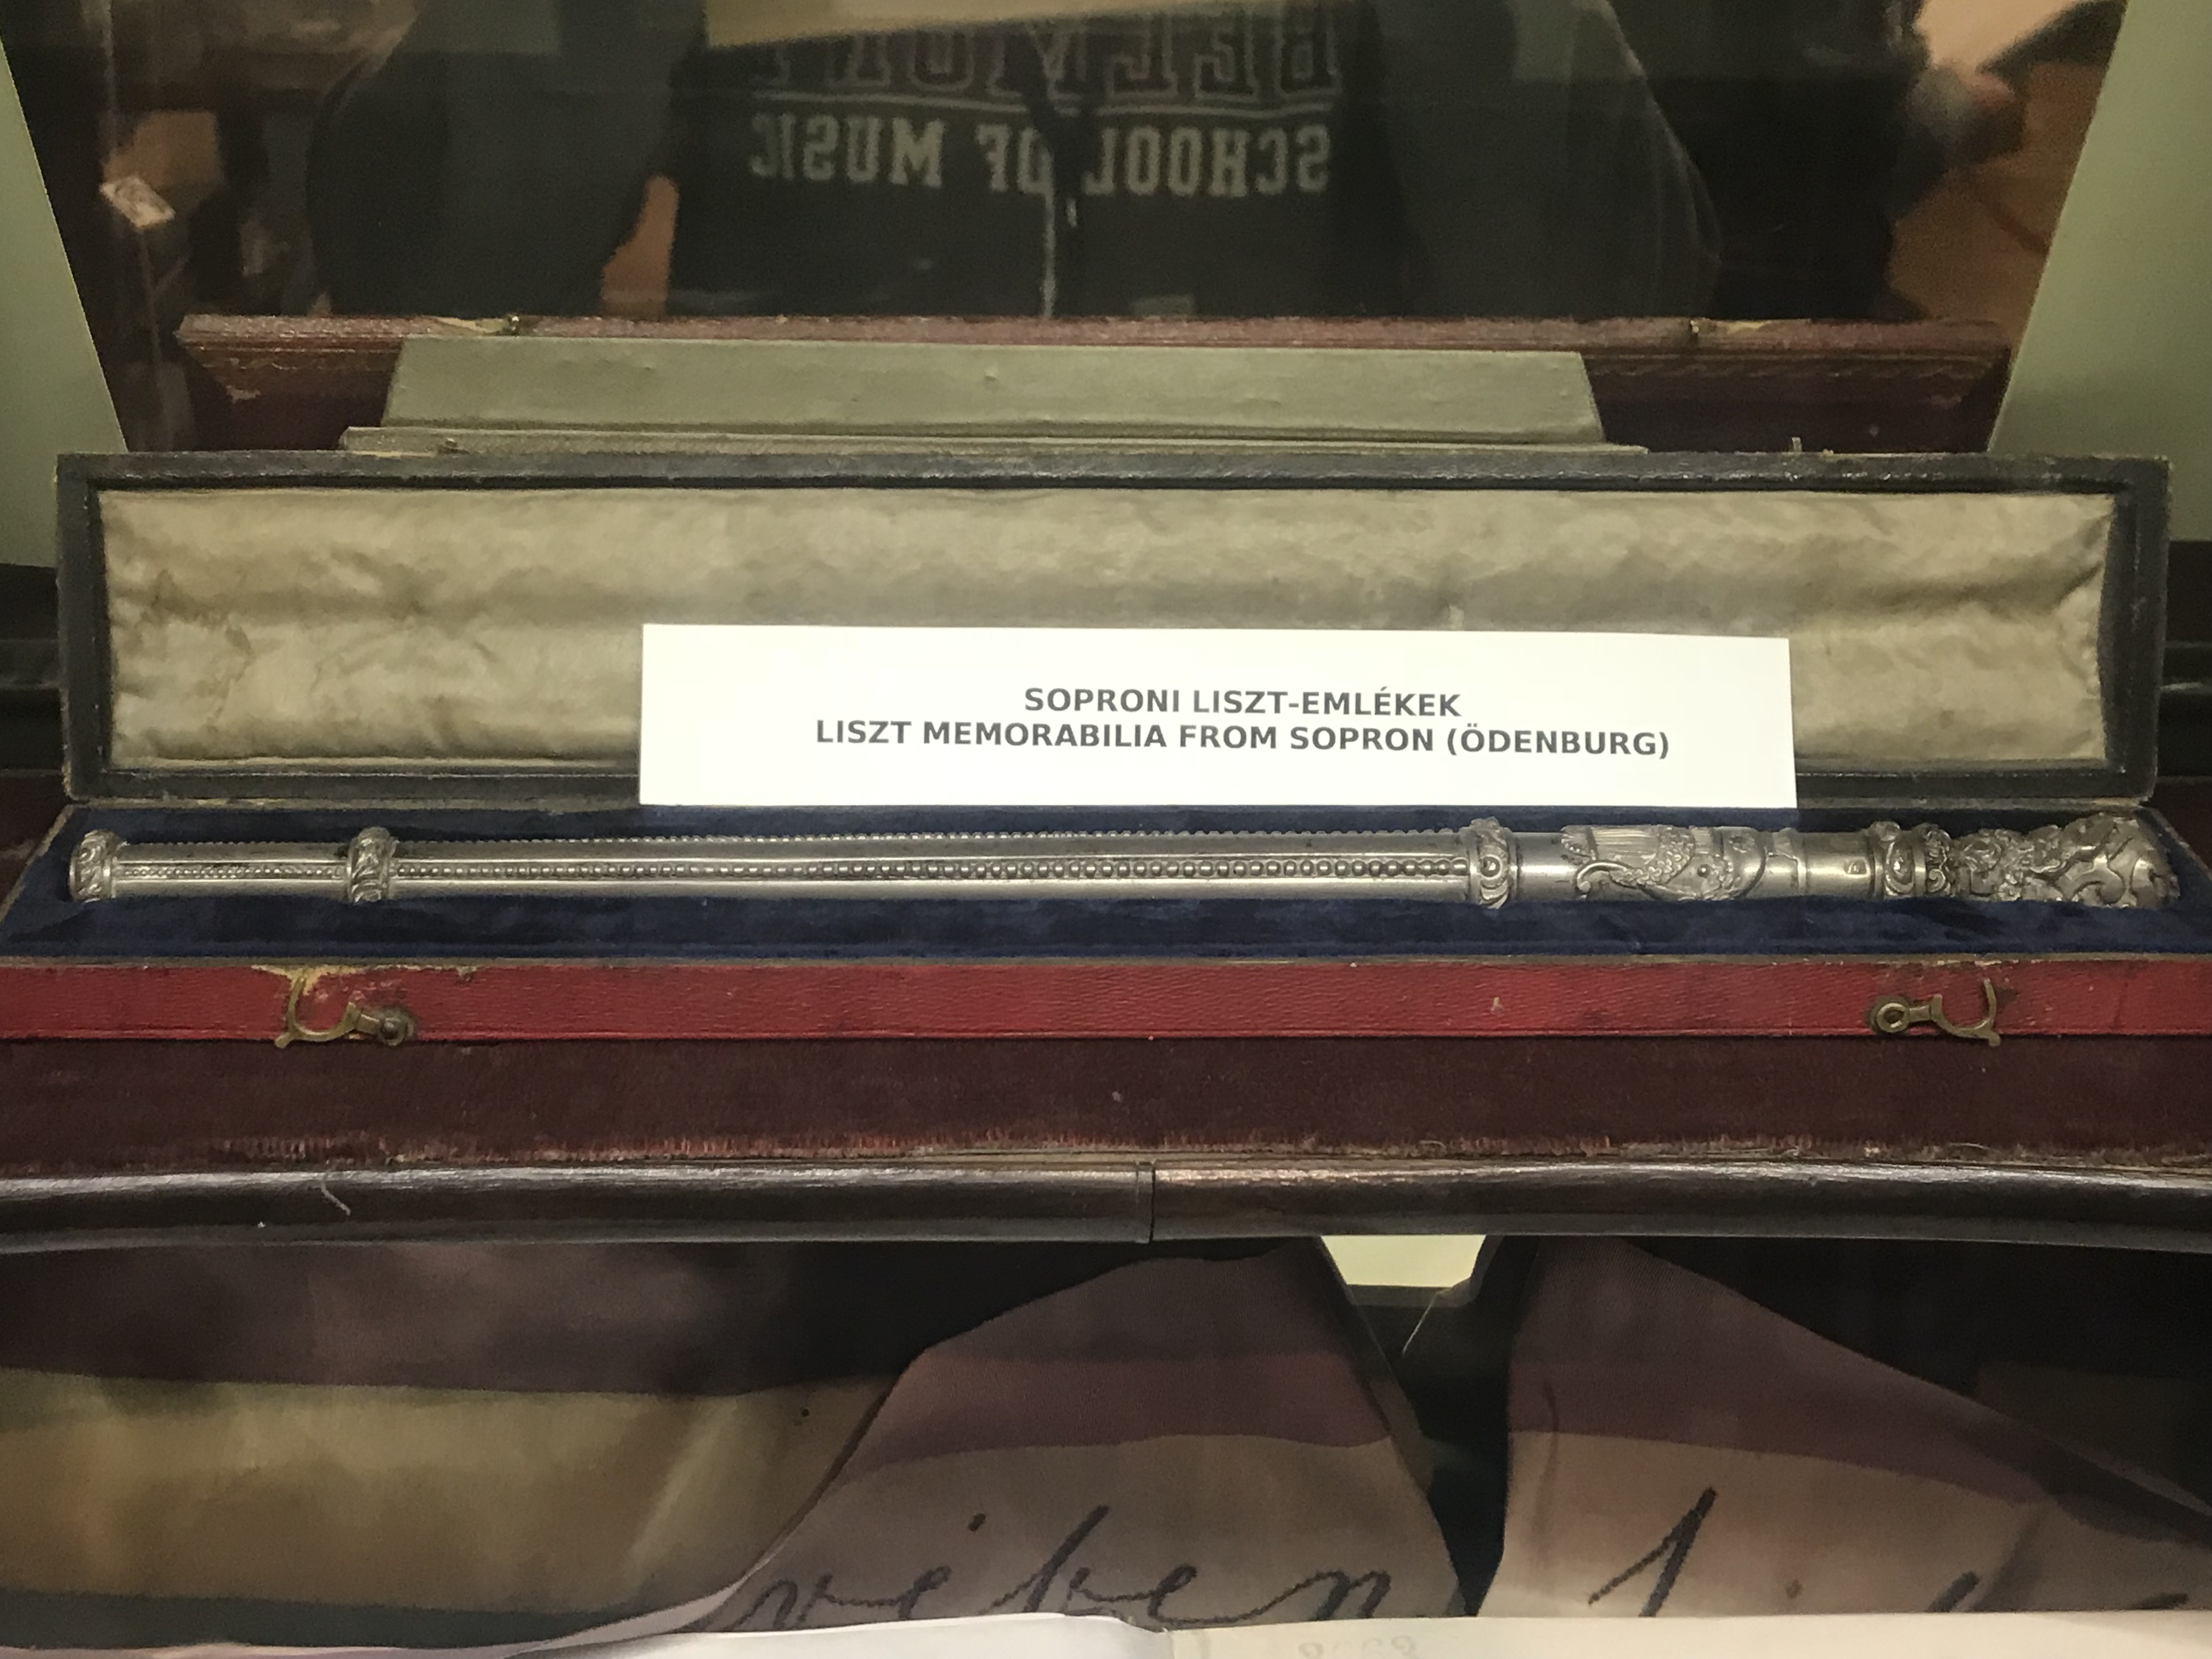 SCHOOL OF MUSIC
SOPRONI LISZT-EMLÉKEK
LISZT MEMORABILIA FROM SOPRON (ÖDENBURG)